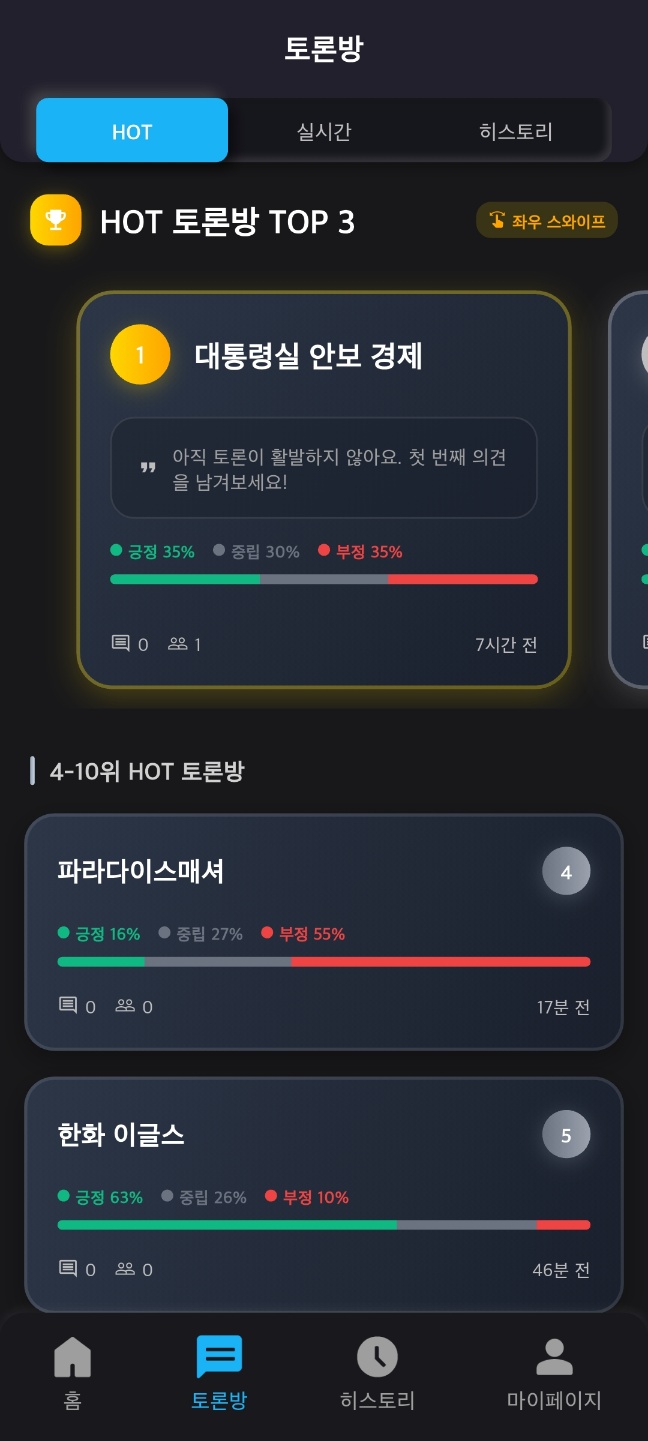 토론방
HOT
실시간
히스토리
HOT 토론방 TOP 3
좌우 스와이프
1
대통령실 안보 경제
❞ 아직 토론이 활발하지 않아요. 첫 번째 의견
을 남겨보세요!
긍정 35% 중립 30% 부정 35%
0 1 7시간 전
4-10위 HOT 토론방
파라다이스매셔
4
긍정 16% 중립 27% 부정 55%
0 0 17분 전
한화 이글스
5
긍정 63% 중립 26% 부정 10%
0 0 46분 전
홈
토론방
히스토리
마이페이지